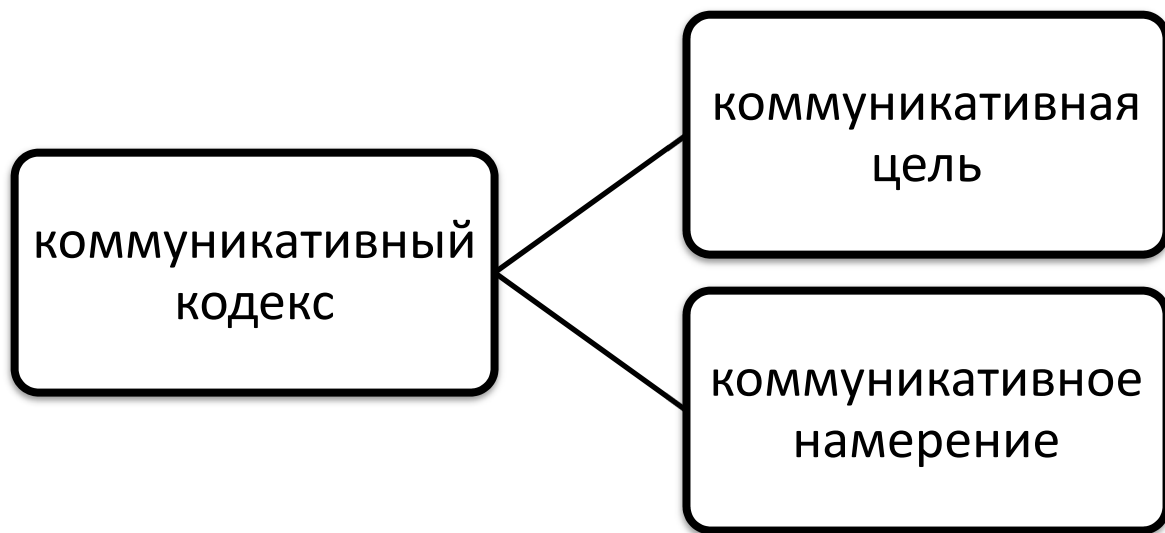 коммуникативный
кодекс
коммуникативная
цель
коммуникативное
намерение